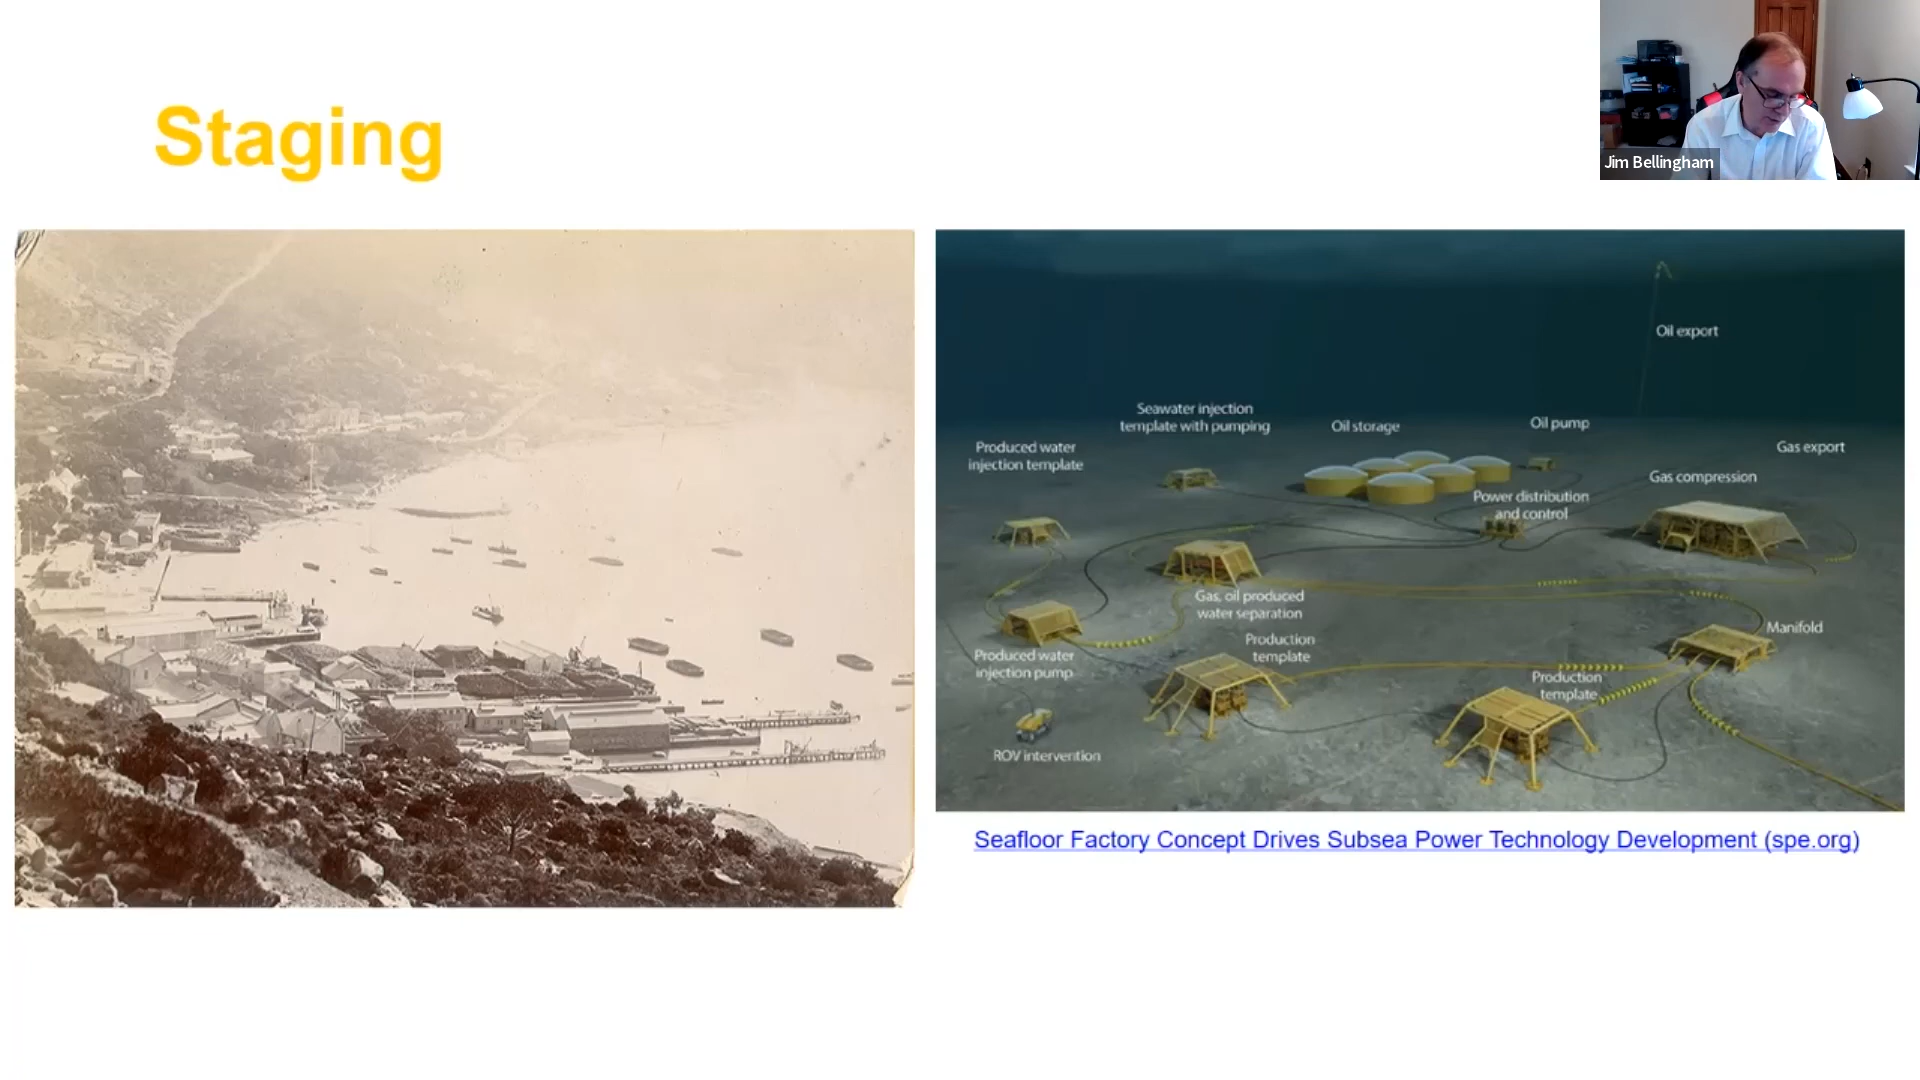 Staging
Jim Bellingham
Oil export
Seawater injection
template with pumping
Oil storage
Oil pump
Produced water
injection template
Gas export
Gas compression
Power distribution
and control
Gas, oil produced
water separation
Manifold
Production
template
Produced water
injection pump
Production
template
ROV intervention
Seafloor Factory Concept Drives Subsea Power Technology Development (spe.org)